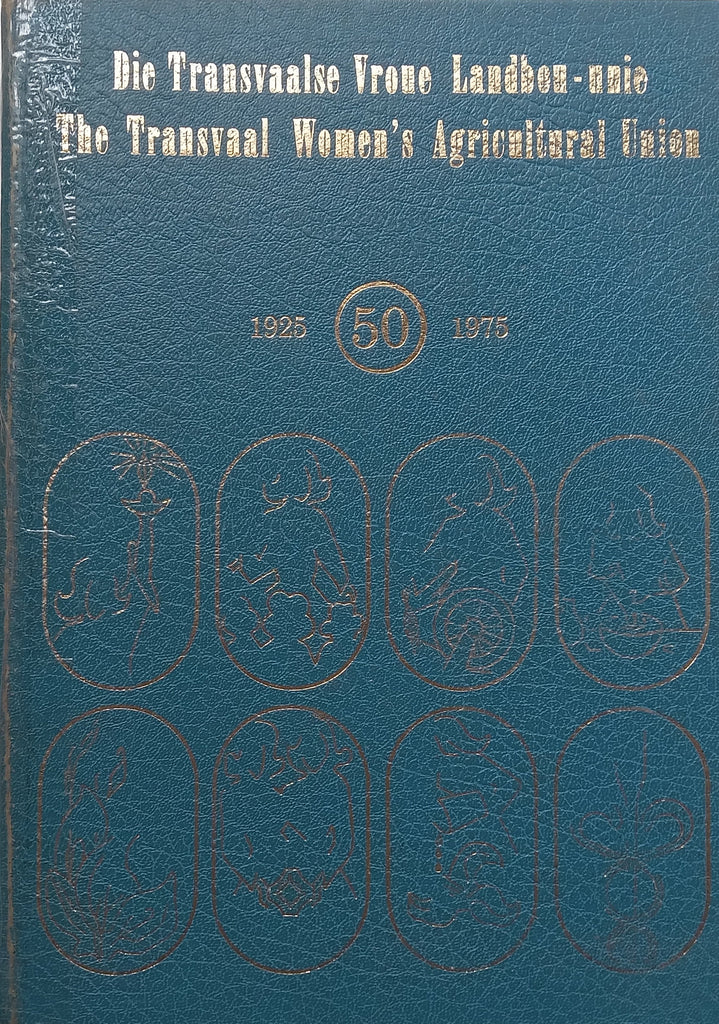 Die Transvaalse Vroue Landbou-unie
The Transvaal Women's Agricultural Union
1925 50 1975